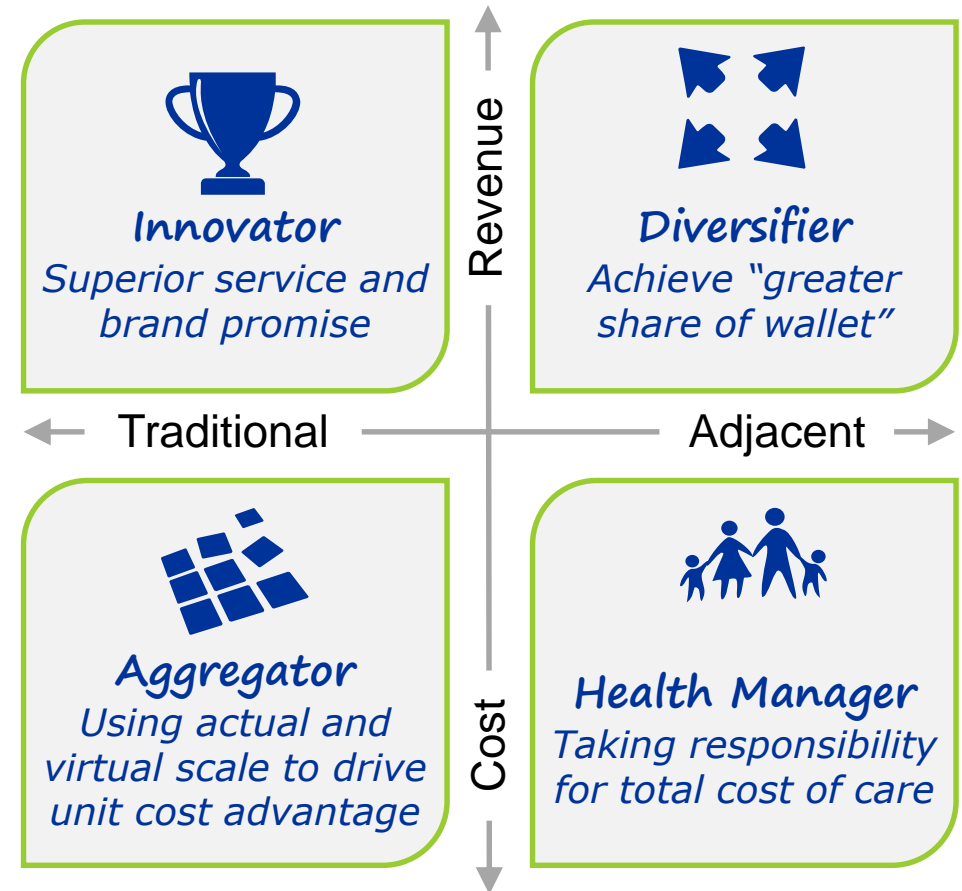 Innovator
Superior service and
brand promise
Revenue
Diversifier
Achieve “greater
share of wallet”
Traditional
Adjacent
Aggregator
Using actual and
virtual scale to drive
unit cost advantage
Cost
Health Manager
Taking responsibility
for total cost of care